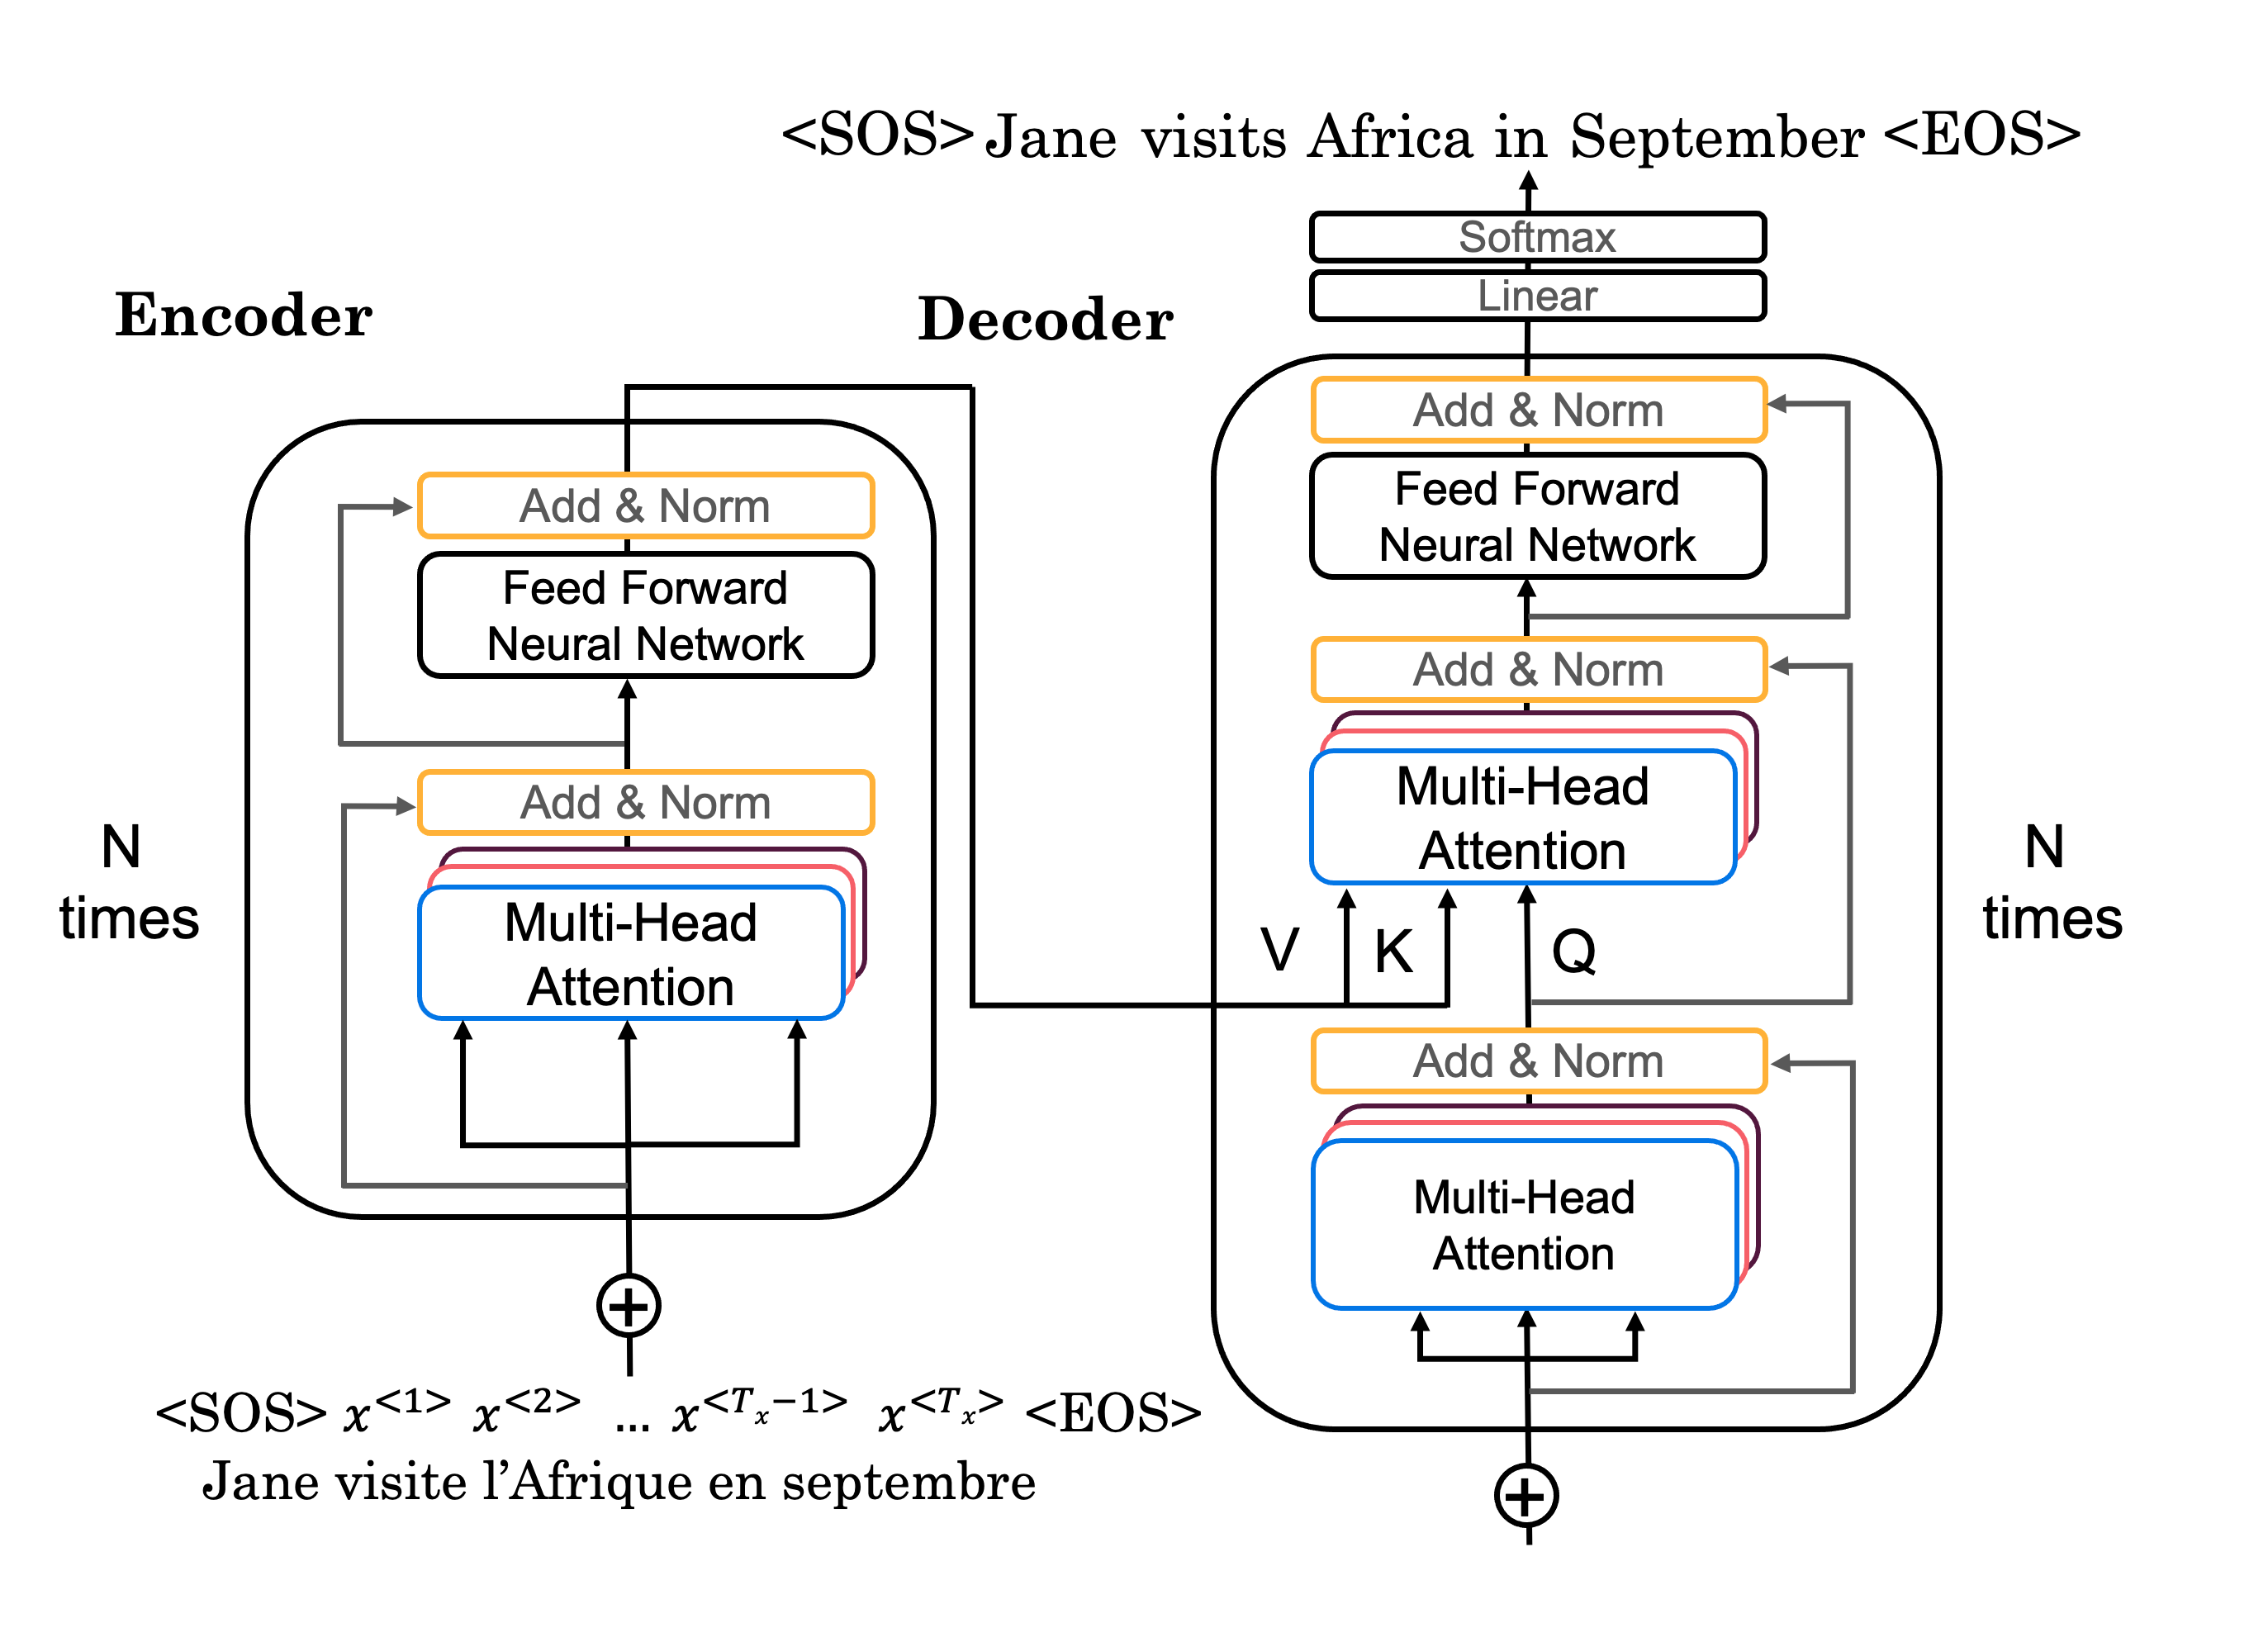 <SOS> Jane visits Africa in September <EOS>
Softmax
Linear
Encoder
Decoder
Add & Norm
Feed Forward
Neural Network
Add & Norm
Multi-Head
Attention
N
times
<SOS> x<1> x<2> ... x<Tx−1> x<Tx> <EOS>
Jane visite l'Afrique en septembre
Add & Norm
Feed Forward
Neural Network
Add & Norm
Multi-Head
Attention
V K Q
Add & Norm
Multi-Head
Attention
N
times